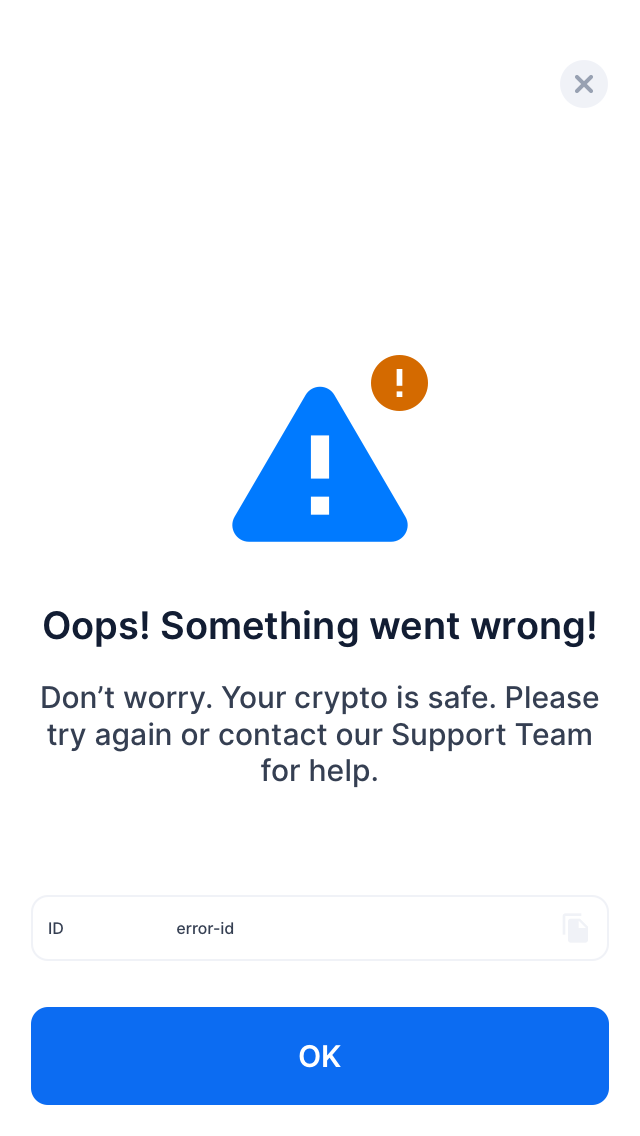 Oops! Something went wrong!
Don’t worry. Your crypto is safe. Please
try again or contact our Support Team
for help.
ID error-id
OK